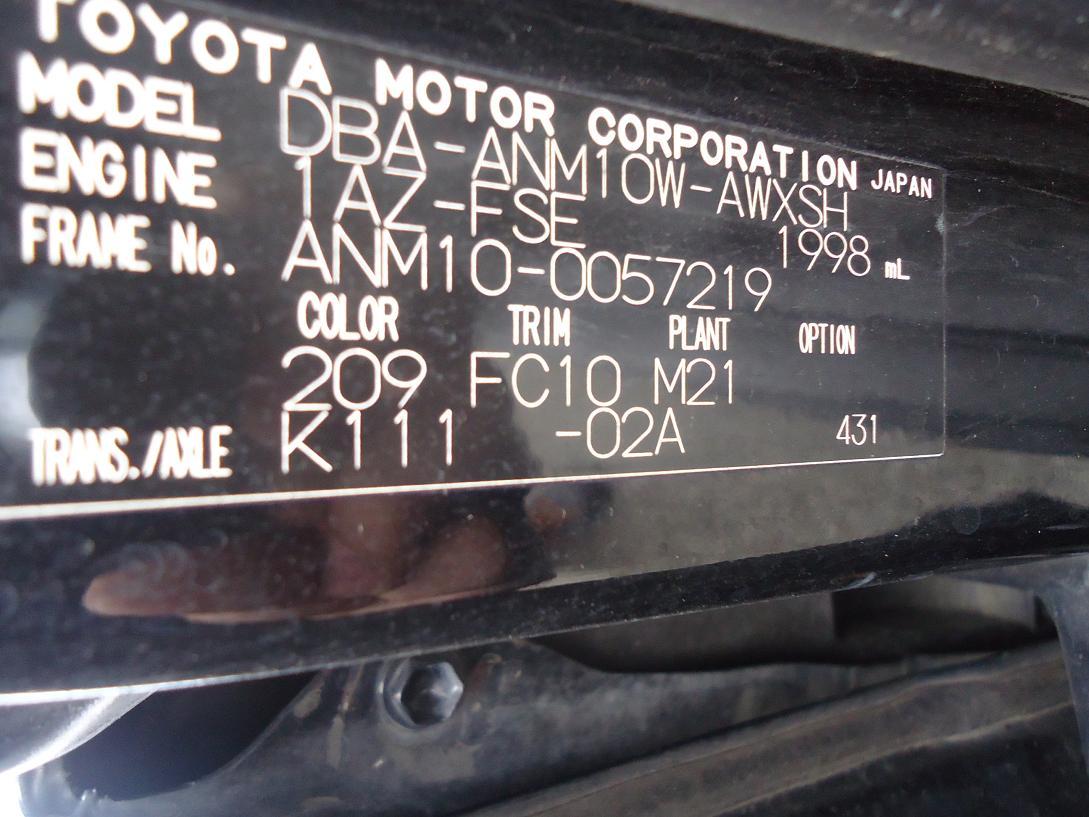 TOYOTA MOTOR CORPORATION JAPAN
MODEL DBA-ANM10W-AWXSH
ENGINE 1AZ-FSE 1998 mL
FRAME No. ANM10-0057219
COLOR TRIM PLANT OPTION
209 FC10 M21
TRANS./AXLE K111 -02A 431